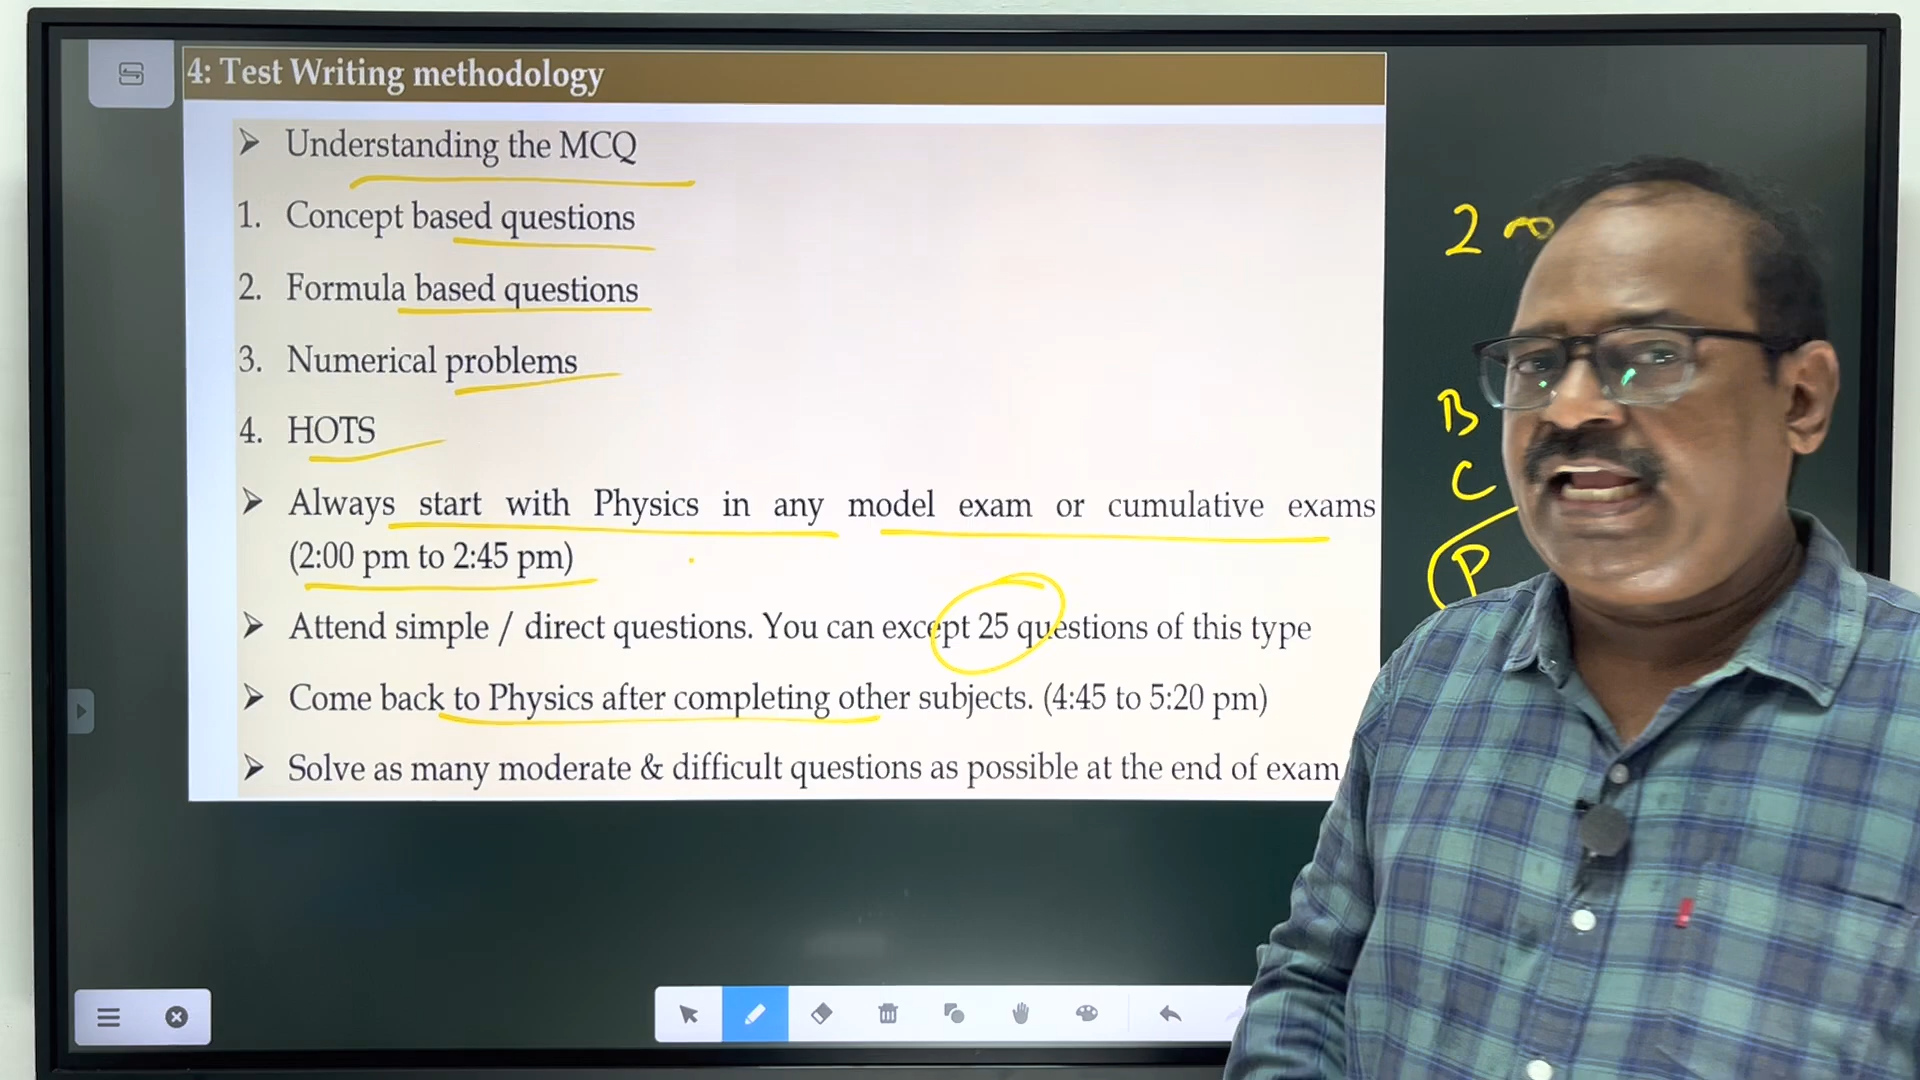 4: Test Writing methodology
➢ Understanding the MCQ
1. Concept based questions
2. Formula based questions
3. Numerical problems
4. HOTS
➢ Always start with Physics in any model exam or cumulative exams
(2:00 pm to 2:45 pm)
➢ Attend simple / direct questions. You can except 25 questions of this type
➢ Come back to Physics after completing other subjects. (4:45 to 5:20 pm)
➢ Solve as many moderate & difficult questions as possible at the end of exam
2
B
C
P